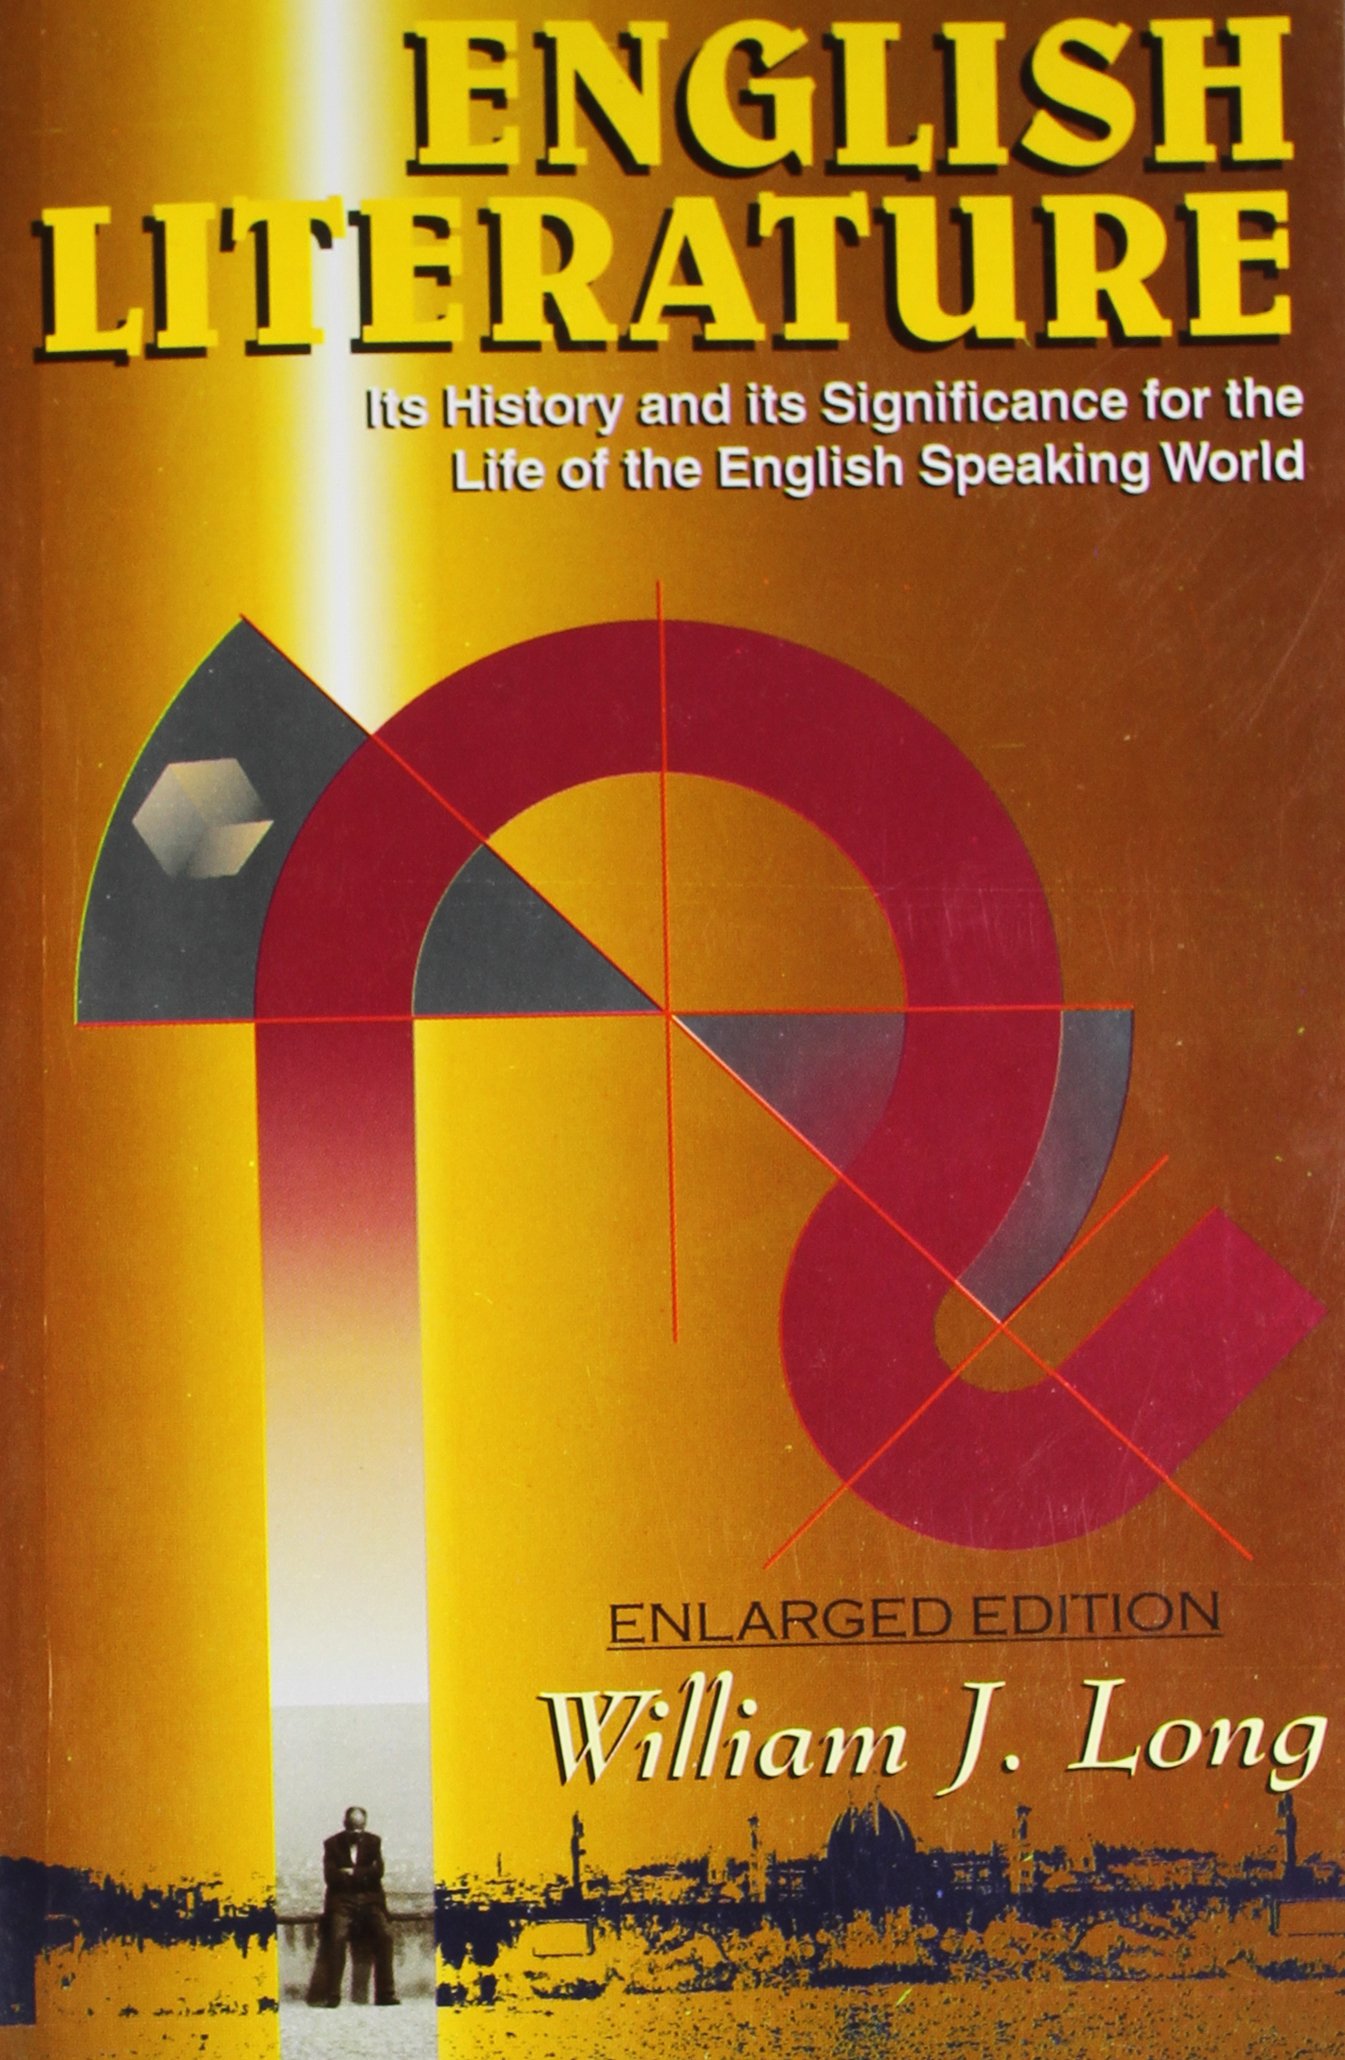 ENGLISH
LITERATURE
Its History and its Significance for the
Life of the English Speaking World
ENLARGED EDITION
William J. Long